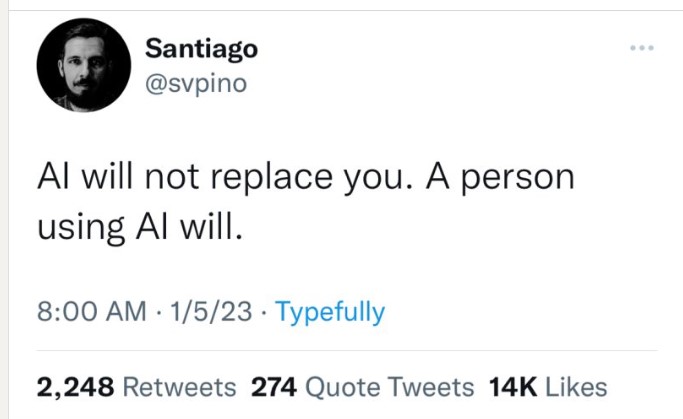 Santiago
@svpino
AI will not replace you. A person
using AI will.
8:00 AM · 1/5/23 · Typefully
2,248 Retweets 274 Quote Tweets 14K Likes